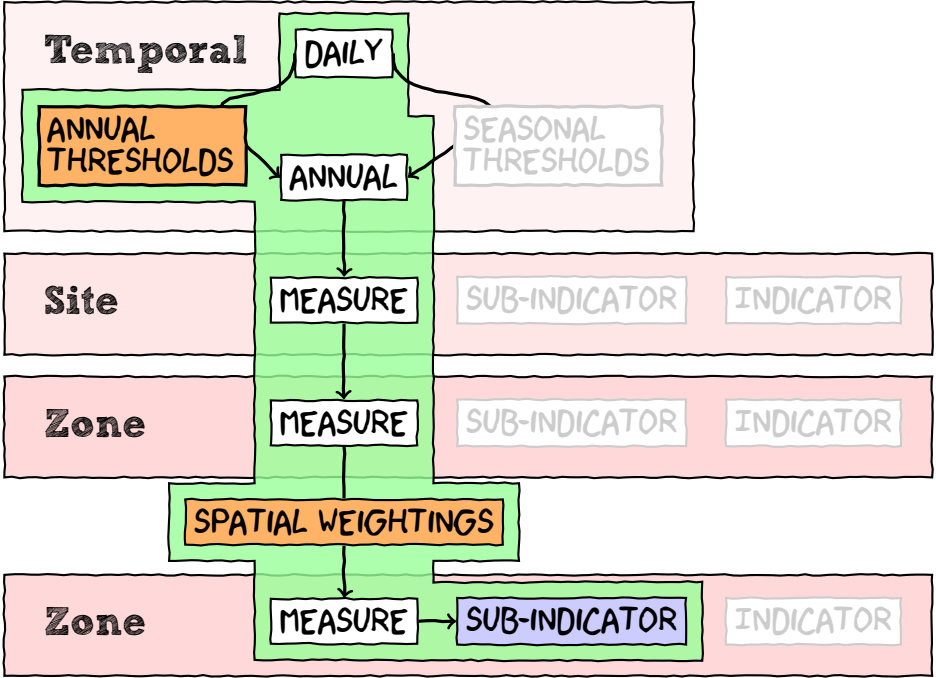 Temporal
DAILY
ANNUAL
THRESHOLDS
SEASONAL
THRESHOLDS
ANNUAL
Site
MEASURE
SUB-INDICATOR
INDICATOR
Zone
MEASURE
SUB-INDICATOR
INDICATOR
SPATIAL WEIGHTINGS
Zone
MEASURE
SUB-INDICATOR
INDICATOR